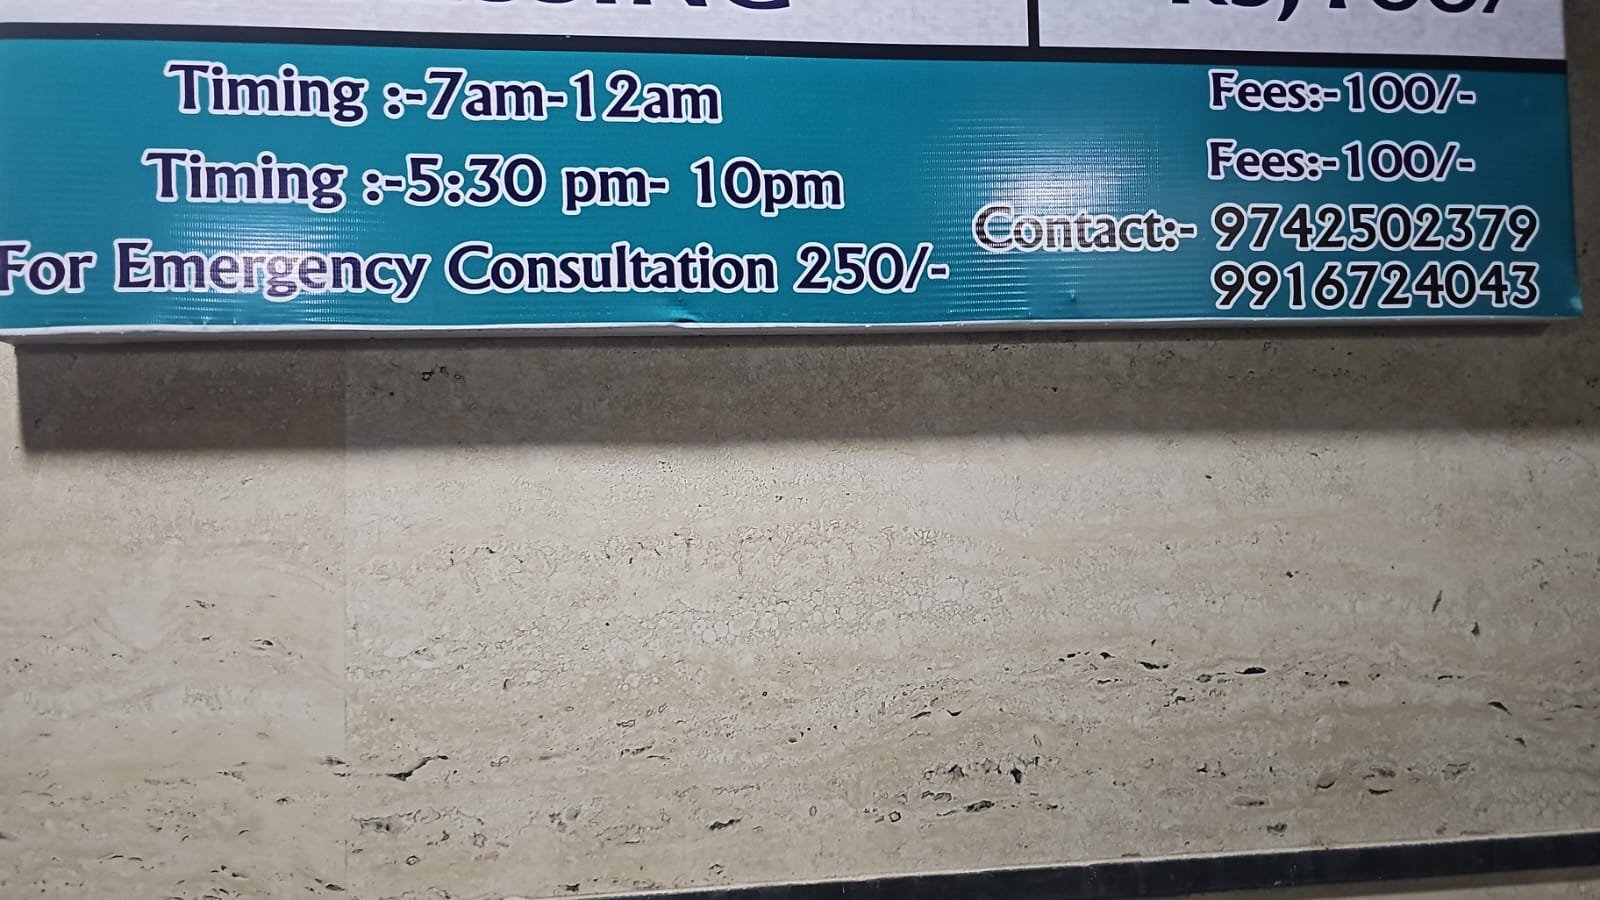 Timing :-7am-12am Fees:-100/-
Timing :-5:30 pm- 10pm Fees:-100/-
For Emergency Consultation 250/- Contact:- 9742502379
9916724043